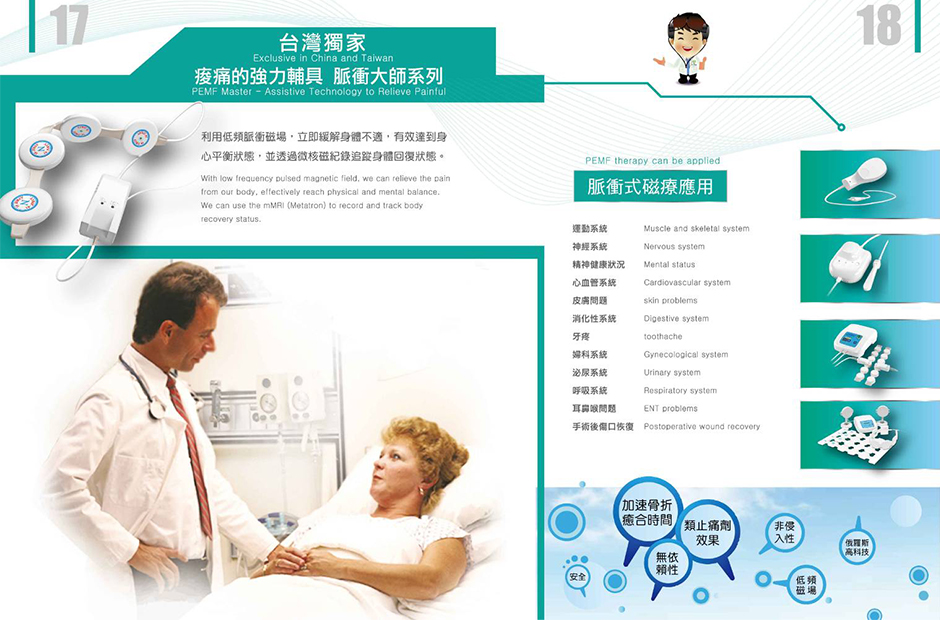 17
18
台灣獨家
Exclusive in China and Taiwan
痠痛的強力輔具 脈衝大師系列
PEMF Master - Assistive Technology to Relieve Painful
利用低頻脈衝磁場，立即緩解身體不適，有效達到身
心平衡狀態，並透過微核磁紀錄追蹤身體回復狀態。
With low frequency pulsed magnetic field, we can relieve the pain
from our body, effectively reach physical and mental balance.
We can use the mMRI (Metatron) to record and track body
recovery status.
PEMF therapy can be applied
脈衝式磁療應用
運動系統 Muscle and skeletal system
神經系統 Nervous system
精神健康狀況 Mental status
心血管系統 Cardiovascular system
皮膚問題 skin problems
消化性系統 Digestive system
牙疼 toothache
婦科系統 Gynecological system
泌尿系統 Urinary system
呼吸系統 Respiratory system
耳鼻喉問題 ENT problems
手術後傷口恢復 Postoperative wound recovery
加速骨折
癒合時間
類止痛劑
效果
無依
賴性
安全
非侵
入性
低頻
磁場
俄羅斯
高科技